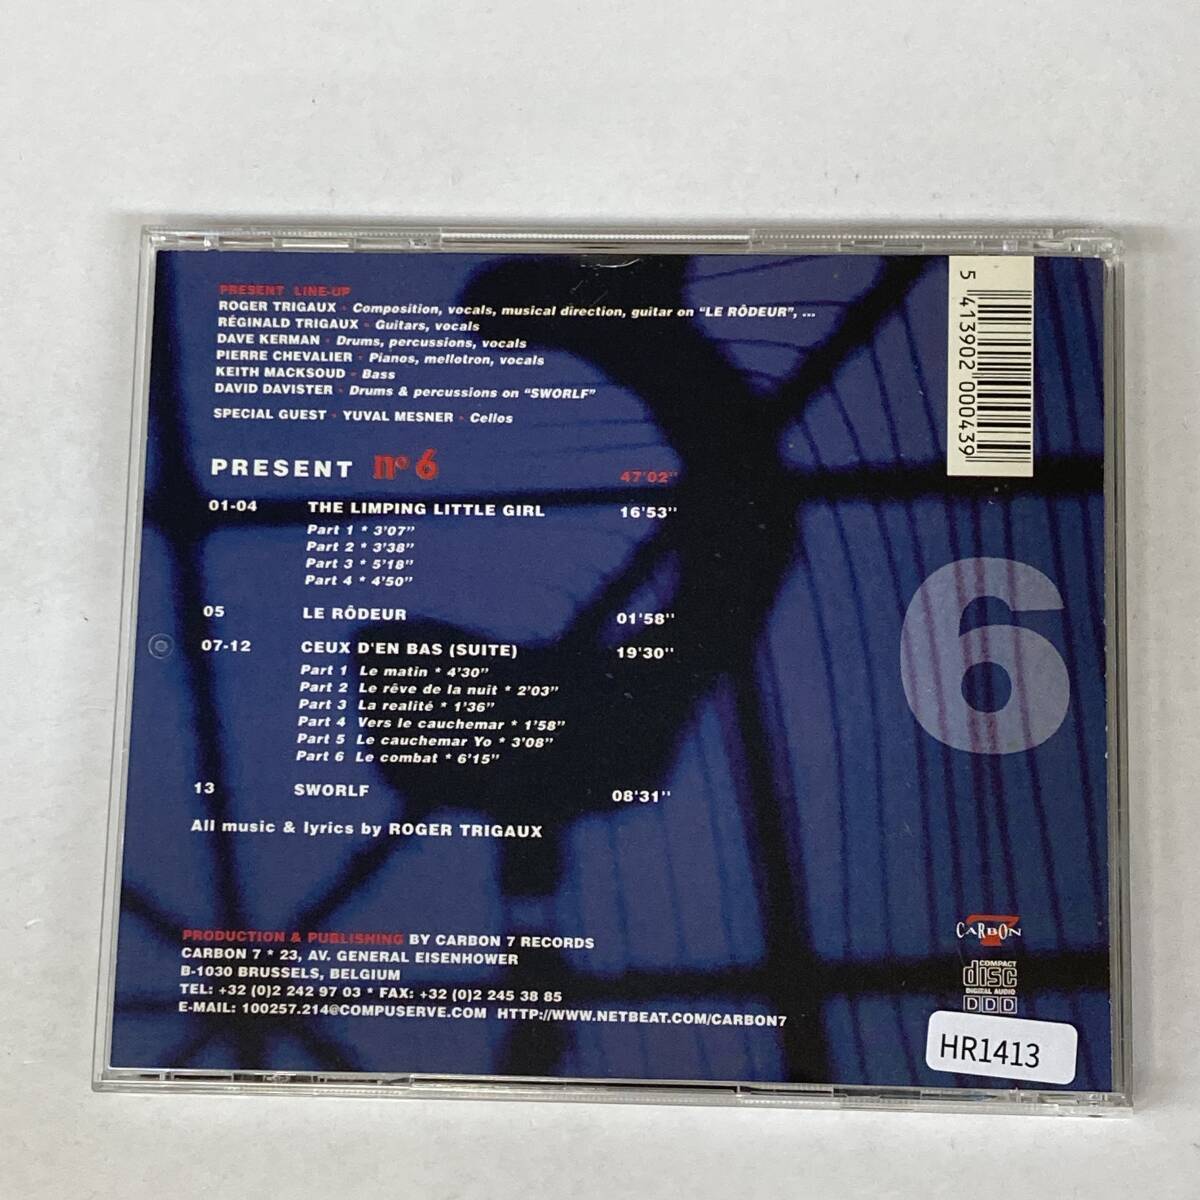 PRESENT LINE-UP
ROGER TRIGAUX • Composition, vocals, musical direction, guitar on "LE RÔDEUR", ...
RÉGINALD TRIGAUX • Guitars, vocals
DAVE KERMAN • Drums, percussions, vocals
PIERRE CHEVALIER • Pianos, mellotron, vocals
KEITH MACKSOUD • Bass
DAVID DAVISTER • Drums & percussions on "SWORLF"
SPECIAL GUEST • YUVAL MESNER • Cellos
PRESENT nº 6 47'02"
01-04 THE LIMPING LITTLE GIRL 16'53"
Part 1 * 3'07"
Part 2 * 3'38"
Part 3 * 5'18"
Part 4 * 4'50"
05 LE RÔDEUR 01'58"
07-12 CEUX D'EN BAS (SUITE) 19'30"
Part 1 Le matin * 4'30"
Part 2 Le rêve de la nuit * 2'03"
Part 3 La realité * 1'36"
Part 4 Vers le cauchemar * 1'58"
Part 5 Le cauchemar Yo * 3'08"
Part 6 Le combat * 6'15"
13 SWORLF 08'31"
All music & lyrics by ROGER TRIGAUX
PRODUCTION & PUBLISHING BY CARBON 7 RECORDS
CARBON 7 * 23, AV. GENERAL EISENHOWER
B-1030 BRUSSELS, BELGIUM
TEL: +32 (0)2 242 97 03 * FAX: +32 (0)2 245 38 85
E-MAIL: 100257.214@COMPUSERVE.COM HTTP://WWW.NETBEAT.COM/CARBON7
5 413902 000439
6
CARBON 7
COMPACT
disc
DIGITAL AUDIO
DDD
HR1413